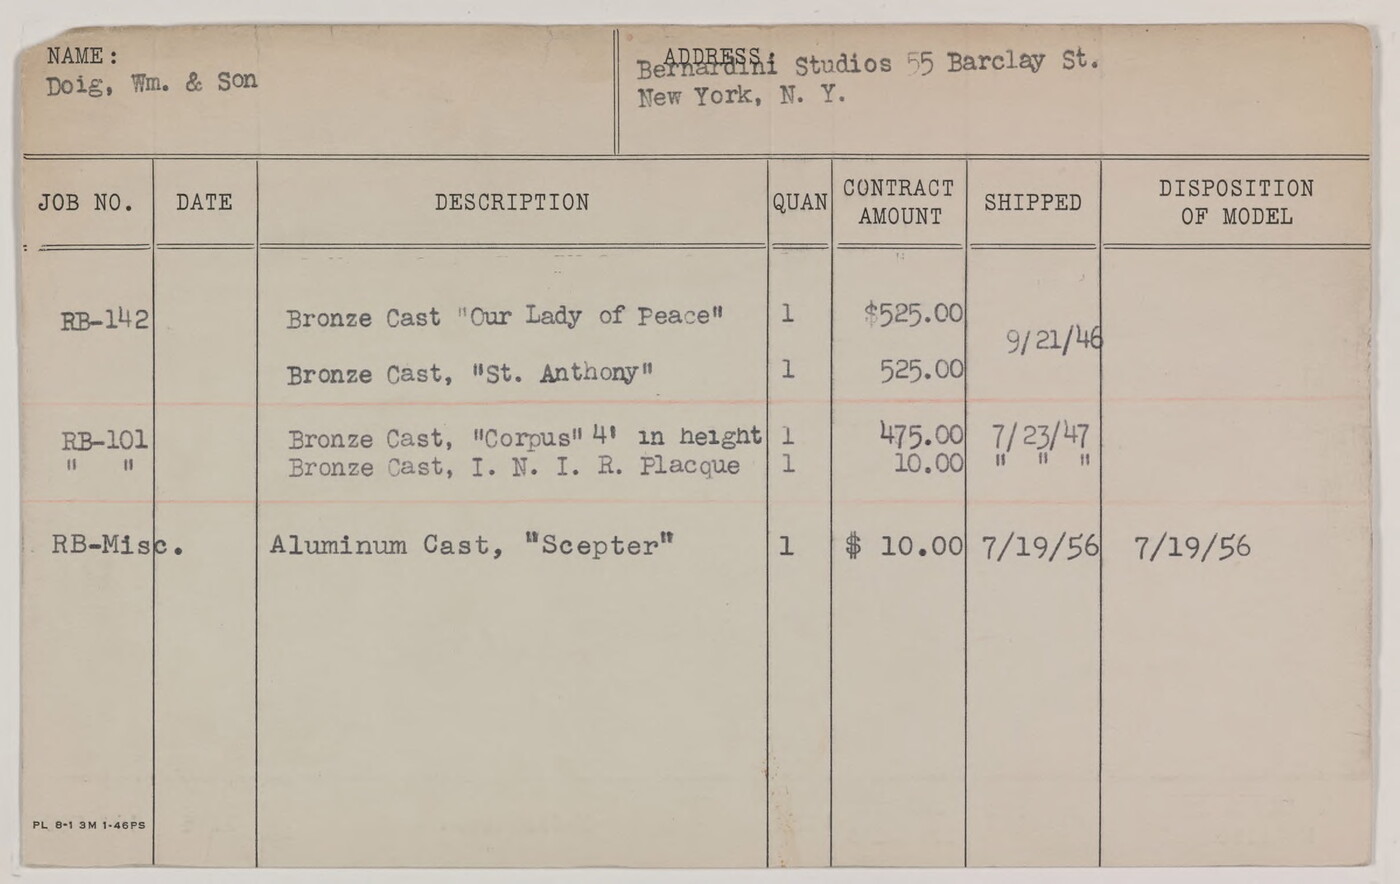 NAME:
Doig, Wm. & Son
ADDRESS:
Bernardini Studios 55 Barclay St.
New York, N. Y.
JOB NO. DATE DESCRIPTION QUAN CONTRACT AMOUNT SHIPPED DISPOSITION OF MODEL
RB-142 Bronze Cast "Our Lady of Peace" 1 $525.00
9/21/46
Bronze Cast, "St. Anthony" 1 525.00
RB-101 Bronze Cast, "Corpus" 4' in height 1 475.00 7/23/47
" " Bronze Cast, I. N. I. R. Placque 1 10.00 " " "
RB-Misc. Aluminum Cast, "Scepter" 1 $ 10.00 7/19/56 7/19/56
PL 8-1 3M 1-46PS